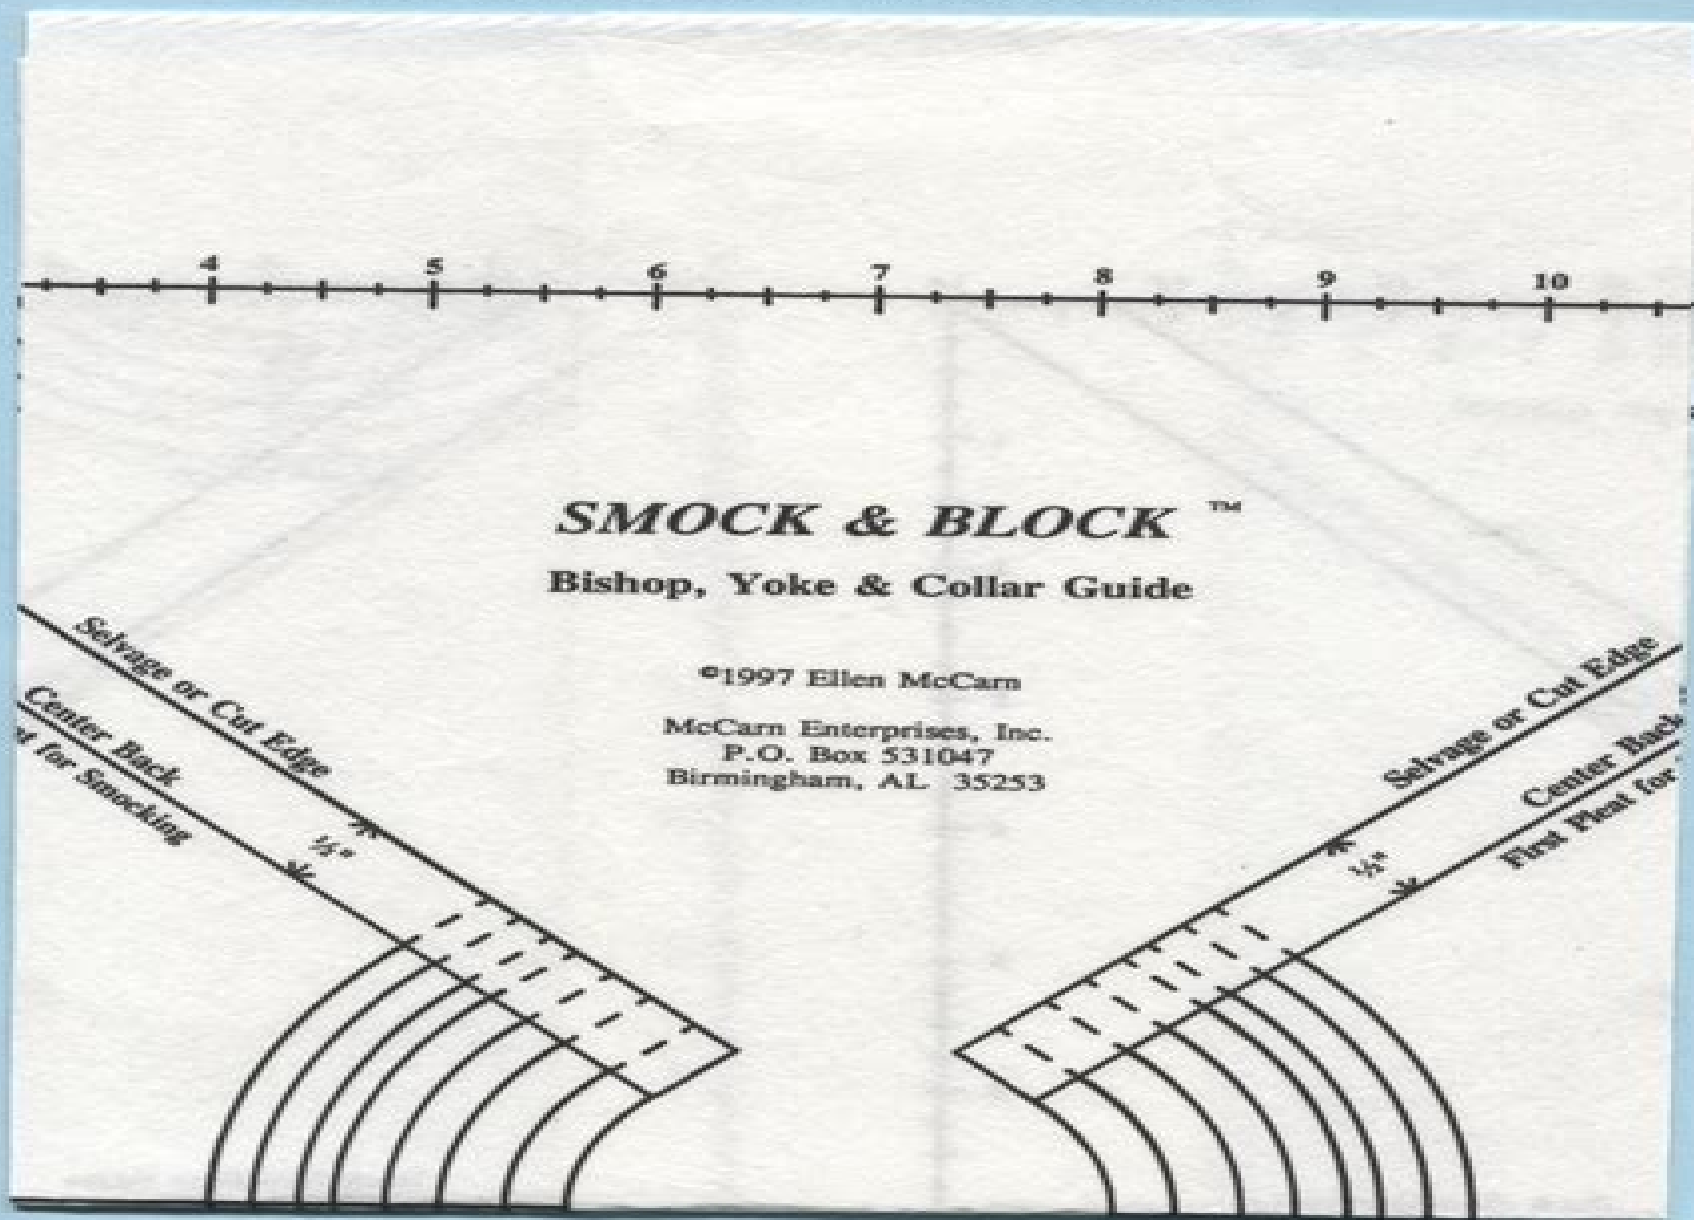 4 5 6 7 8 9 10
SMOCK & BLOCK ™
Bishop, Yoke & Collar Guide
©1997 Ellen McCarn
McCarn Enterprises, Inc.
P.O. Box 531047
Birmingham, AL 35253
Selvage or Cut Edge
Center Back
for Smocking
½"
Selvage or Cut Edge
Center Back
First Pleat for
½"